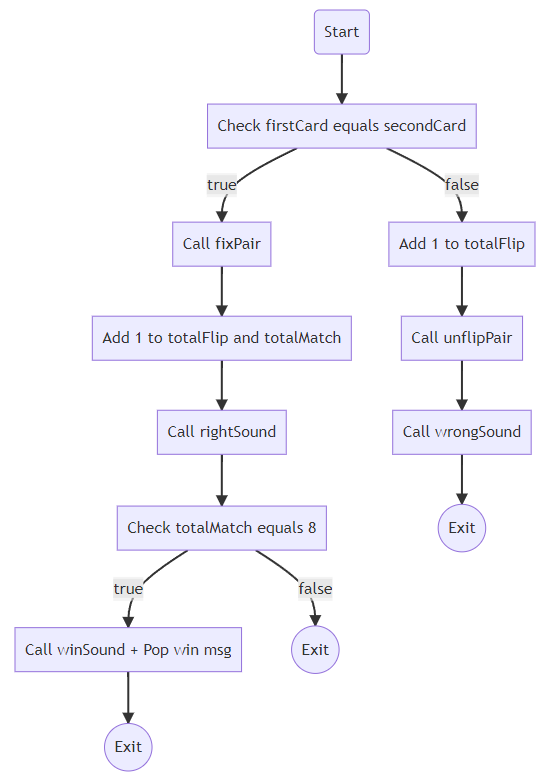 Start
Check firstCard equals secondCard
true
false
Call fixPair
Add 1 to totalFlip
Add 1 to totalFlip and totalMatch
Call unflipPair
Call rightSound
Call wrongSound
Check totalMatch equals 8
Exit
true
false
Call winSound + Pop win msg
Exit
Exit